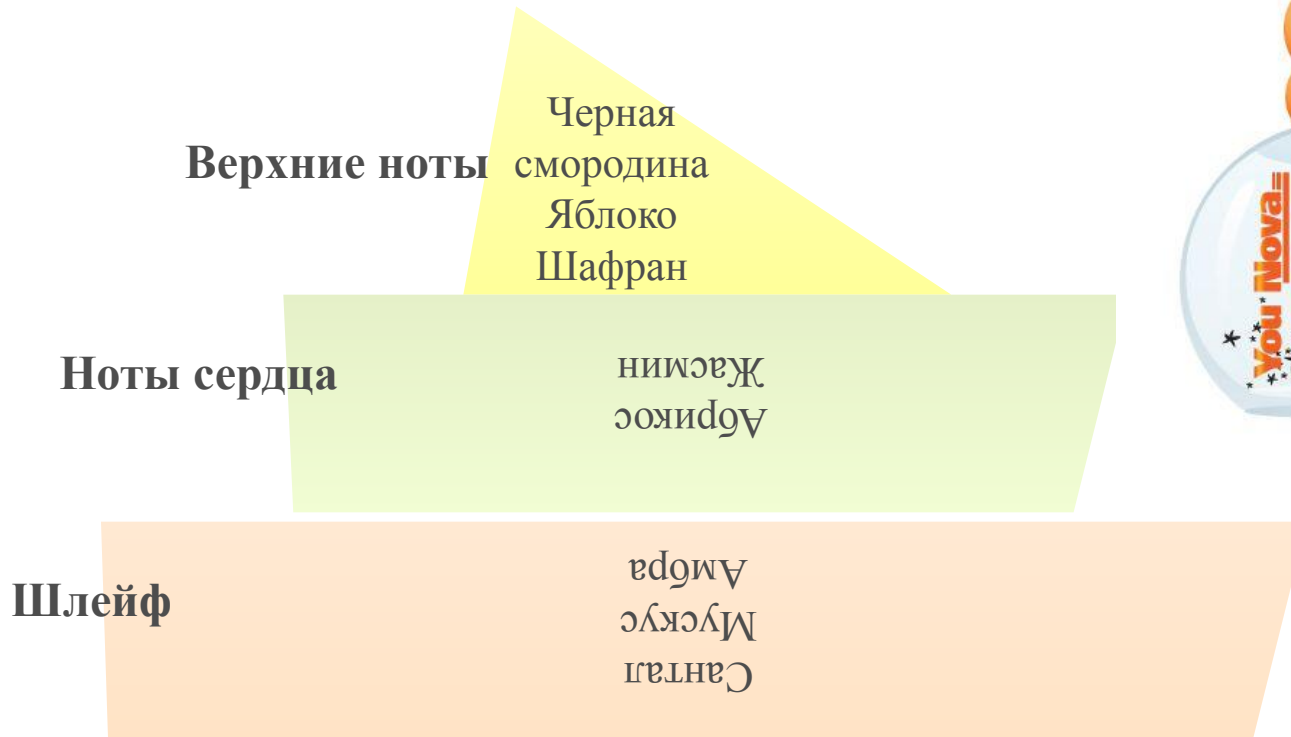 Верхние ноты
Черная
смородина
Яблоко
Шафран
Ноты сердца
Абрикос
Жасмин
Шлейф
Сантал
Мускус
Амбра
You Nova